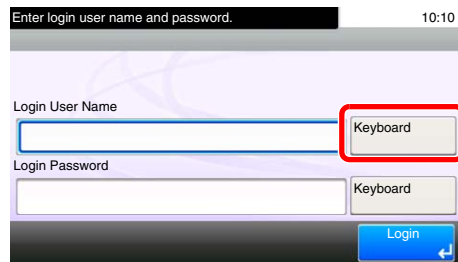 Enter login user name and password. 10:10
Login User Name
Keyboard
Login Password
Keyboard
Login